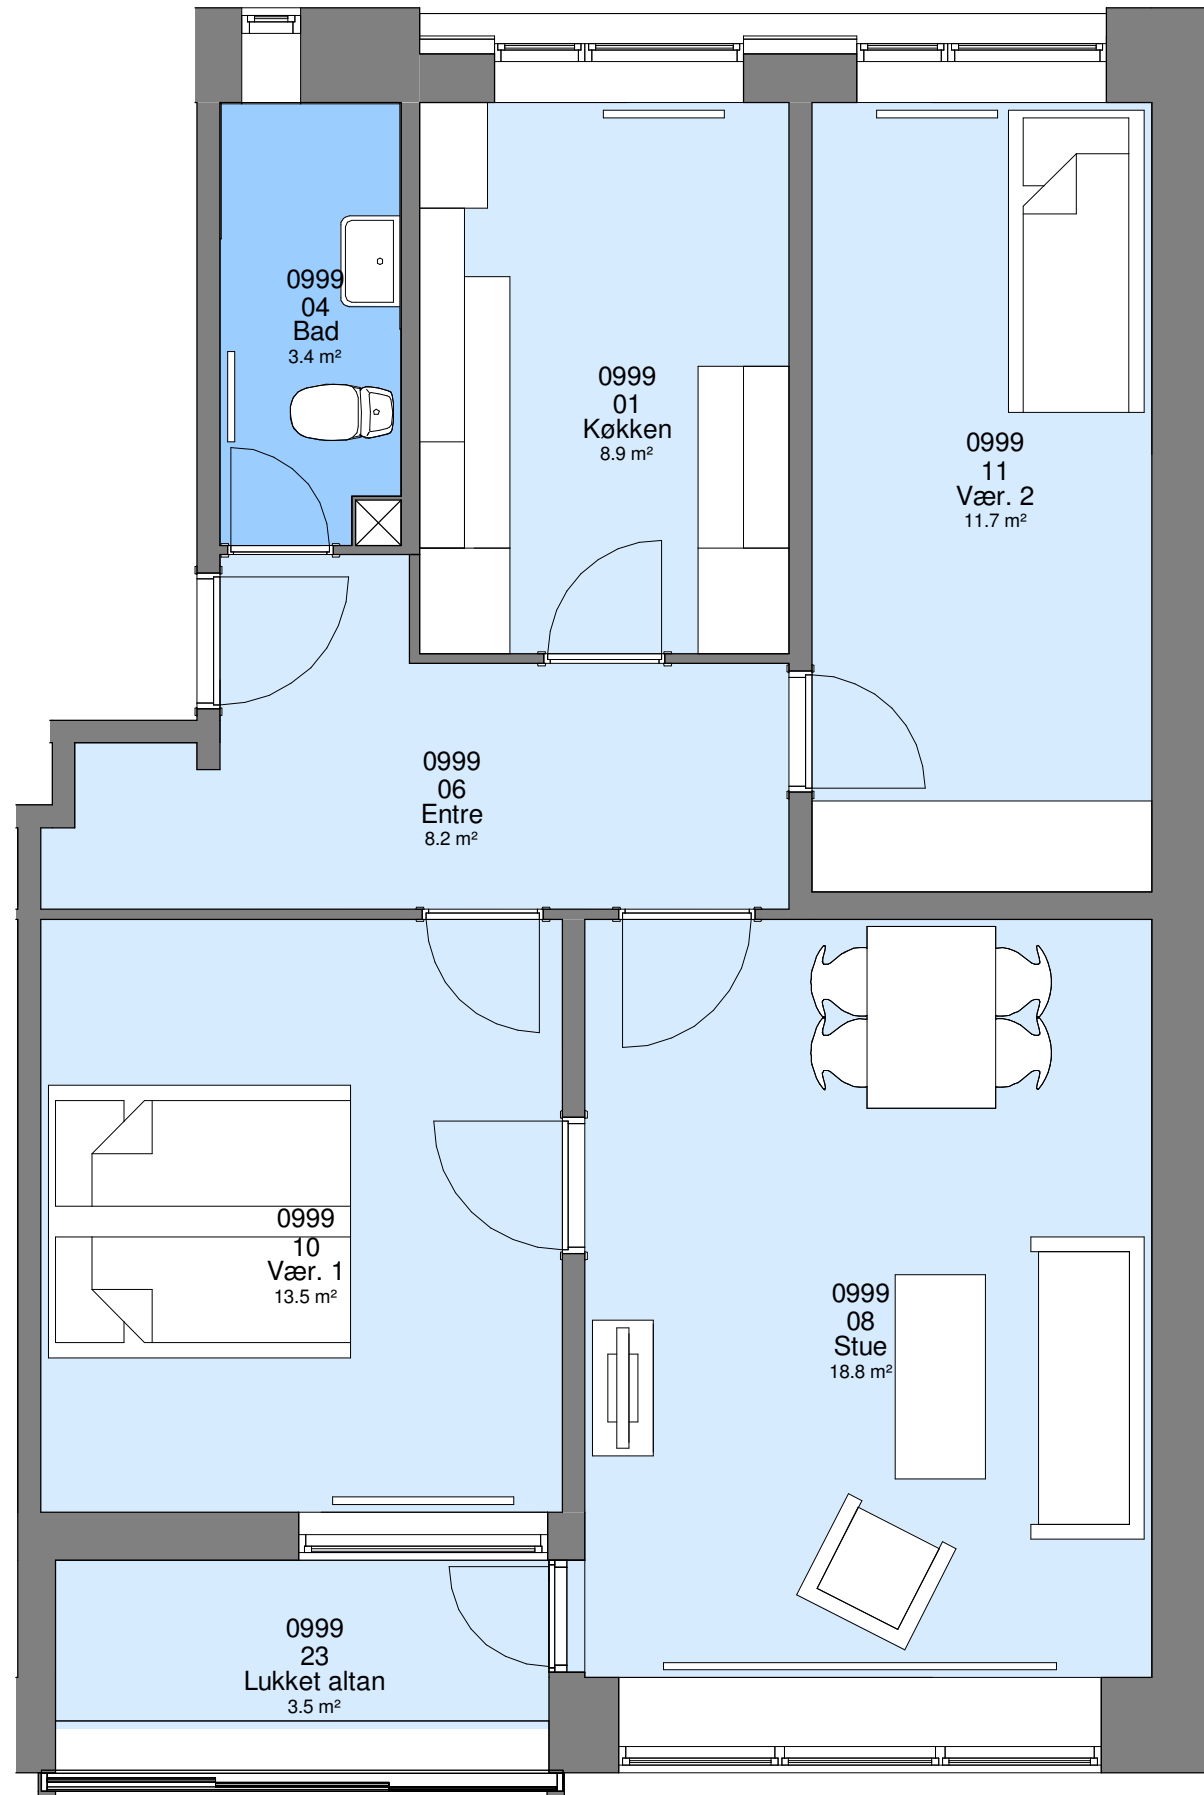 0999
04
Bad
3.4 m²
0999
01
Køkken
8.9 m²
0999
11
Vær. 2
11.7 m²
0999
06
Entre
8.2 m²
0999
10
Vær. 1
13.5 m²
0999
08
Stue
18.8 m²
0999
23
Lukket altan
3.5 m²